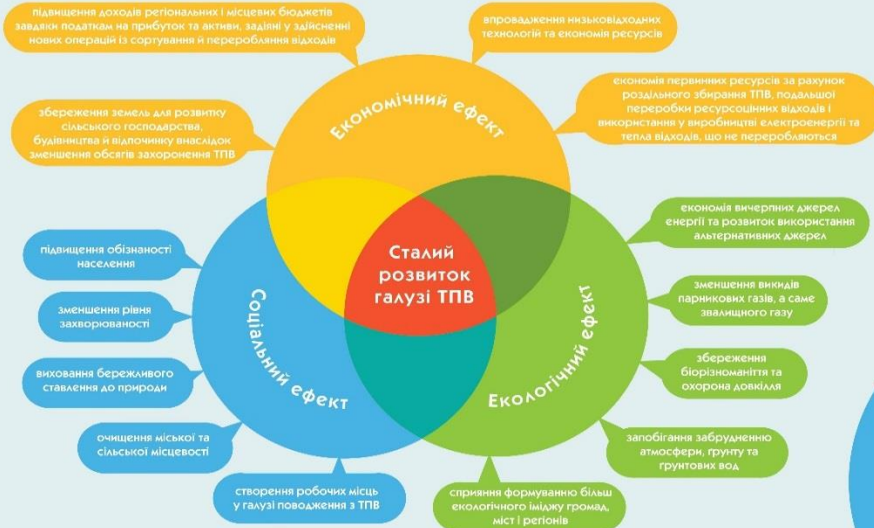 підвищення доходів регіональних і місцевих бюджетів
завдяки податкам на прибуток та активи, задіяні у здійсненні
нових операцій із сортування й перероблян​ня відходів
впровадження низьковідходних
технологій та економія ресурсів
збереження земель для розвитку
сільського господарства,
будівництва й відпочинку внаслідок
зменшення обсягів захоронення ТПВ
Економічний ефект
економія первинних ресурсів за рахунок
роздільного збирання ТПВ, подальшої
переробки ресурсоцінних відходів і
використання у виробництві електроенергії та
тепла відходів, що не переробляються
підвищення обізнаності
населення
зменшення рівня
захворюваності
виховання бережливого
ставлення до природи
очищення міської та
сільської місцевості
створення робочих місць
у галузі поводження з ТПВ
Соціальний ефект
Сталий
розвиток
галузі ТПВ
Екологічний ефект
економія вичерпних джерел
енергії та розвиток використання
альтернативних джерел
зменшення викидів
парникових газів, а саме
звалищного газу
збереження
біорізноманіття та
охорона довкілля
запобігання забрудненню
атмосфери, ґрунту та
ґрунтових вод
сприяння формуванню більш
екологічного іміджу громад,
міст і регіонів